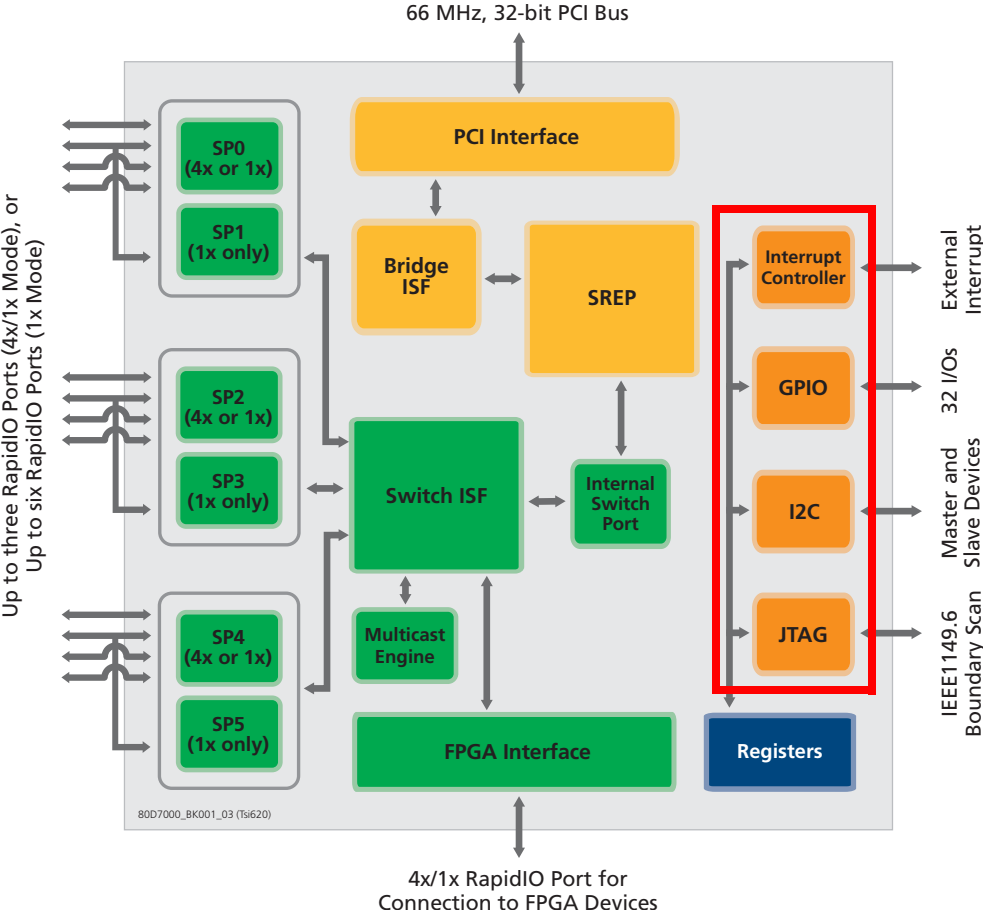 66 MHz, 32-bit PCI Bus
Up to three RapidIO Ports (4x/1x Mode), or
Up to six RapidIO Ports (1x Mode)
SP0
(4x or 1x)
SP1
(1x only)
SP2
(4x or 1x)
SP3
(1x only)
SP4
(4x or 1x)
SP5
(1x only)
PCI Interface
Bridge
ISF
SREP
Switch ISF
Internal
Switch
Port
Multicast
Engine
FPGA Interface
Interrupt
Controller
GPIO
I2C
JTAG
Registers
External
Interrupt
32 I/Os
Master and
Slave Devices
IEEE1149.6
Boundary Scan
80D7000_BK001_03 (Tsi620)
4x/1x RapidIO Port for
Connection to FPGA Devices